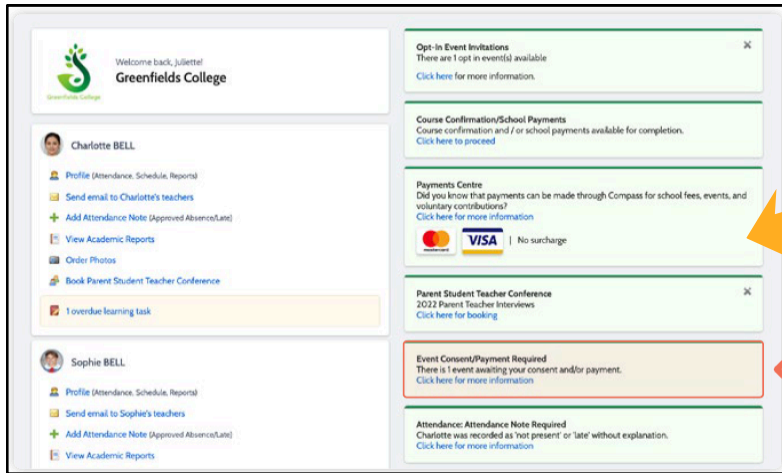 Greenfields College
Welcome back, Juliette!
Greenfields College
Charlotte BELL
Profile (Attendance, Schedule, Reports)
Send email to Charlotte's teachers
Add Attendance Note (Approved Absence/Late)
View Academic Reports
Order Photos
Book Parent Student Teacher Conference
1 overdue learning task
Sophie BELL
Profile (Attendance, Schedule, Reports)
Send email to Sophie's teachers
Add Attendance Note (Approved Absence/Late)
View Academic Reports
Opt-In Event Invitations
There are 1 opt in event(s) available
Click here for more information.
Course Confirmation/School Payments
Course confirmation and / or school payments available for completion.
Click here to proceed
Payments Centre
Did you know that payments can be made through Compass for school fees, events, and
voluntary contributions?
Click here for more information
mastercard VISA | No surcharge
Parent Student Teacher Conference
2022 Parent Teacher Interviews
Click here for booking
Event Consent/Payment Required
There is 1 event awaiting your consent and/or payment.
Click here for more information
Attendance: Attendance Note Required
Charlotte was recorded as 'not present' or 'late' without explanation.
Click here for more information